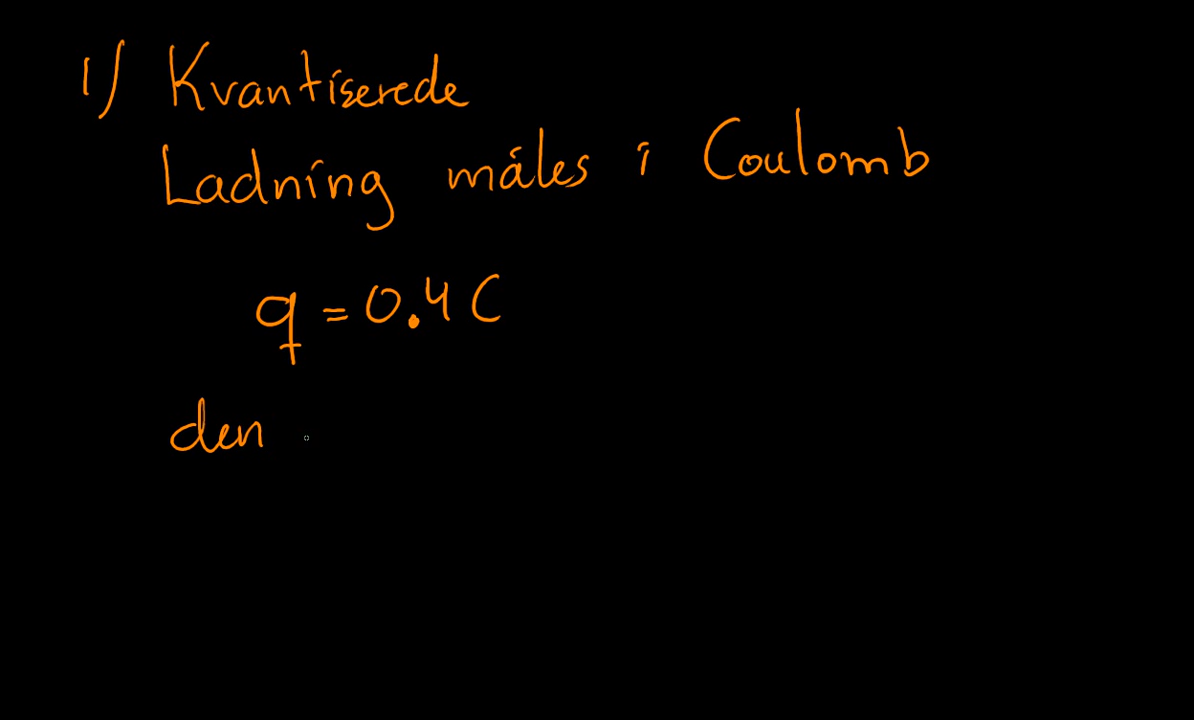 1) Kvantiserede
Ladning måles i Coulomb
q = 0.4 C
den